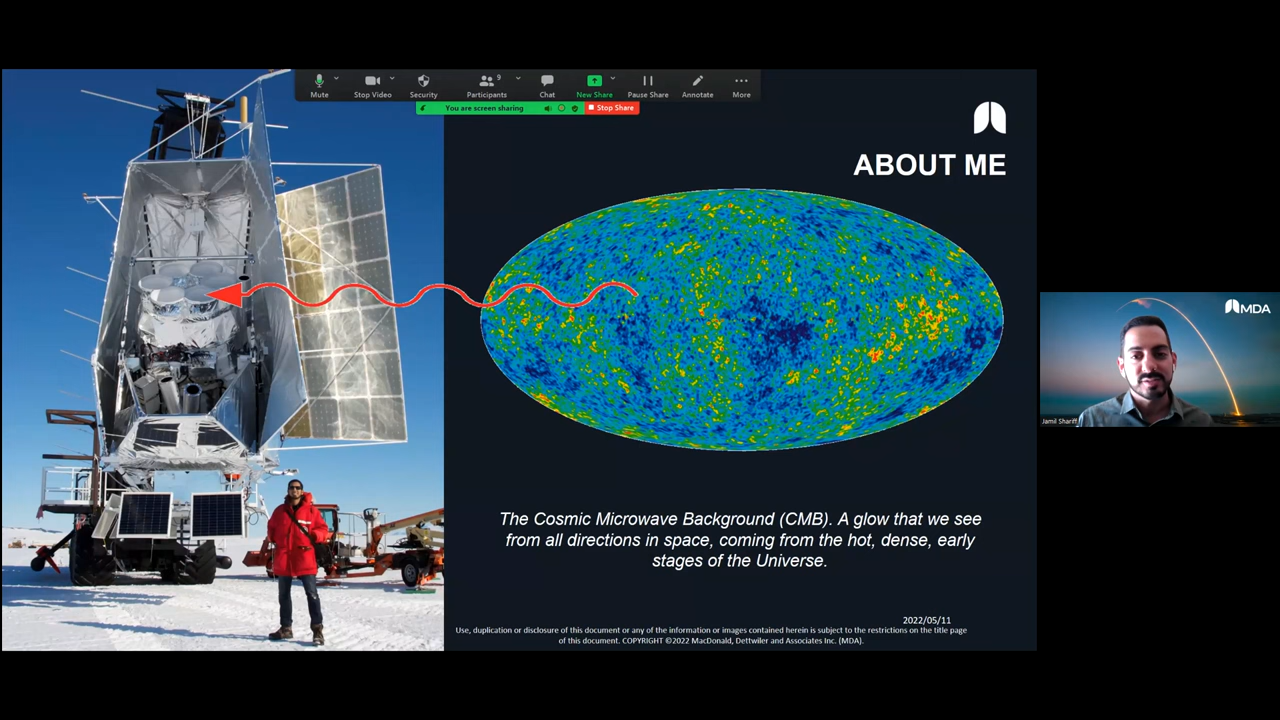 Mute
Stop Video
Security
9
Participants
Chat
New Share
Pause Share
Annotate
More
You are screen sharing
Stop Share
ABOUT ME
MDA
Jamil Shariff
The Cosmic Microwave Background (CMB). A glow that we see
from all directions in space, coming from the hot, dense, early
stages of the Universe.
2022/05/11
Use, duplication or disclosure of this document or any of the information or images contained herein is subject to the restrictions on the title page
of this document. COPYRIGHT ©2022 MacDonald, Dettwiler and Associates Inc. (MDA).